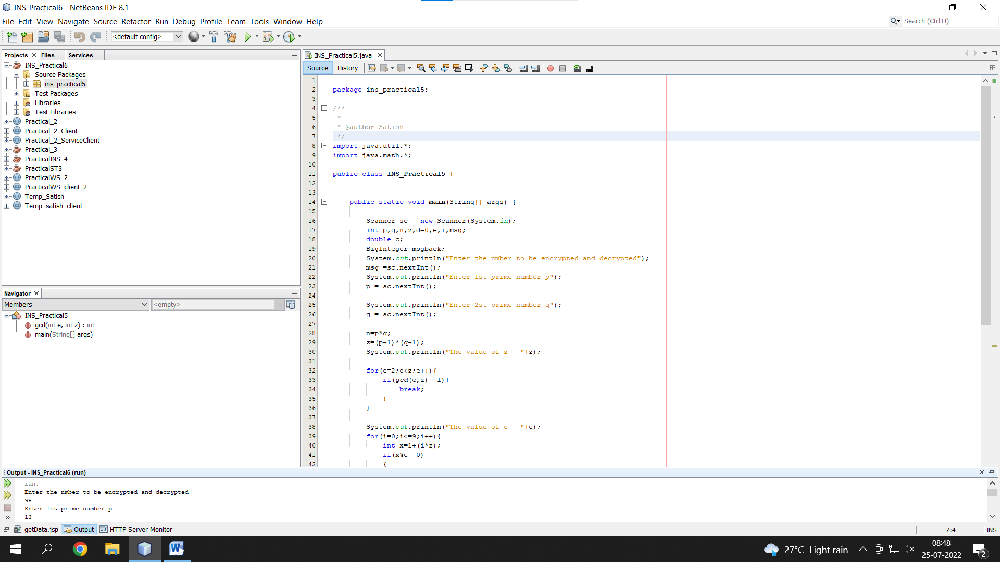 INS_Practical6 - NetBeans IDE 8.1
File Edit View Navigate Source Refactor Run Debug Profile Team Tools Window Help
Search (Ctrl+I)
<default config>
Projects Files Services
INS_Practical6
Source Packages
ins_practical5
Test Packages
Libraries
Test Libraries
Practical_2
Practical_2_Client
Practical_2_ServiceClient
Practical_3
PracticalINS_4
PracticalST3
PracticalWS_2
PracticalWS_client_2
Temp_Satish
Temp_satish_client
Navigator
Members <empty>
INS_Practical5
gcd(int e, int z) : int
main(String[] args)
INS_Practical5.java
Source History
1
2 package ins_practical5;
3
4 /**
5 *
6 * @author Satish
7 */
8 import java.util.*;
9 import java.math.*;
10
11 public class INS_Practical5 {
12
13
14 public static void main(String[] args) {
15
16 Scanner sc = new Scanner(System.in);
17 int p,q,n,z,d=0,e,i,msg;
18 double c;
19 BigInteger msgback;
20 System.out.println("Enter the nmber to be encrypted and decrypted");
21 msg =sc.nextInt();
22 System.out.println("Enter 1st prime number p");
23 p = sc.nextInt();
24
25 System.out.println("Enter 2st prime number q");
26 q = sc.nextInt();
27
28 n=p*q;
29 z=(p-1)*(q-1);
30 System.out.println("The value of z = "+z);
31
32 for(e=2;e<z;e++){
33 if(gcd(e,z)==1){
34 break;
35 }
36 }
37
38 System.out.println("The value of e = "+e);
39 for(i=0;i<=9;i++){
40 int x=1+(i*z);
41 if(x%e==0)
42 {
Output - INS_Practical6 (run)
run:
Enter the nmber to be encrypted and decrypted
95
Enter 1st prime number p
13
getData.jsp Output HTTP Server Monitor
7:4 INS
27°C Light rain
08:48
25-07-2022
2